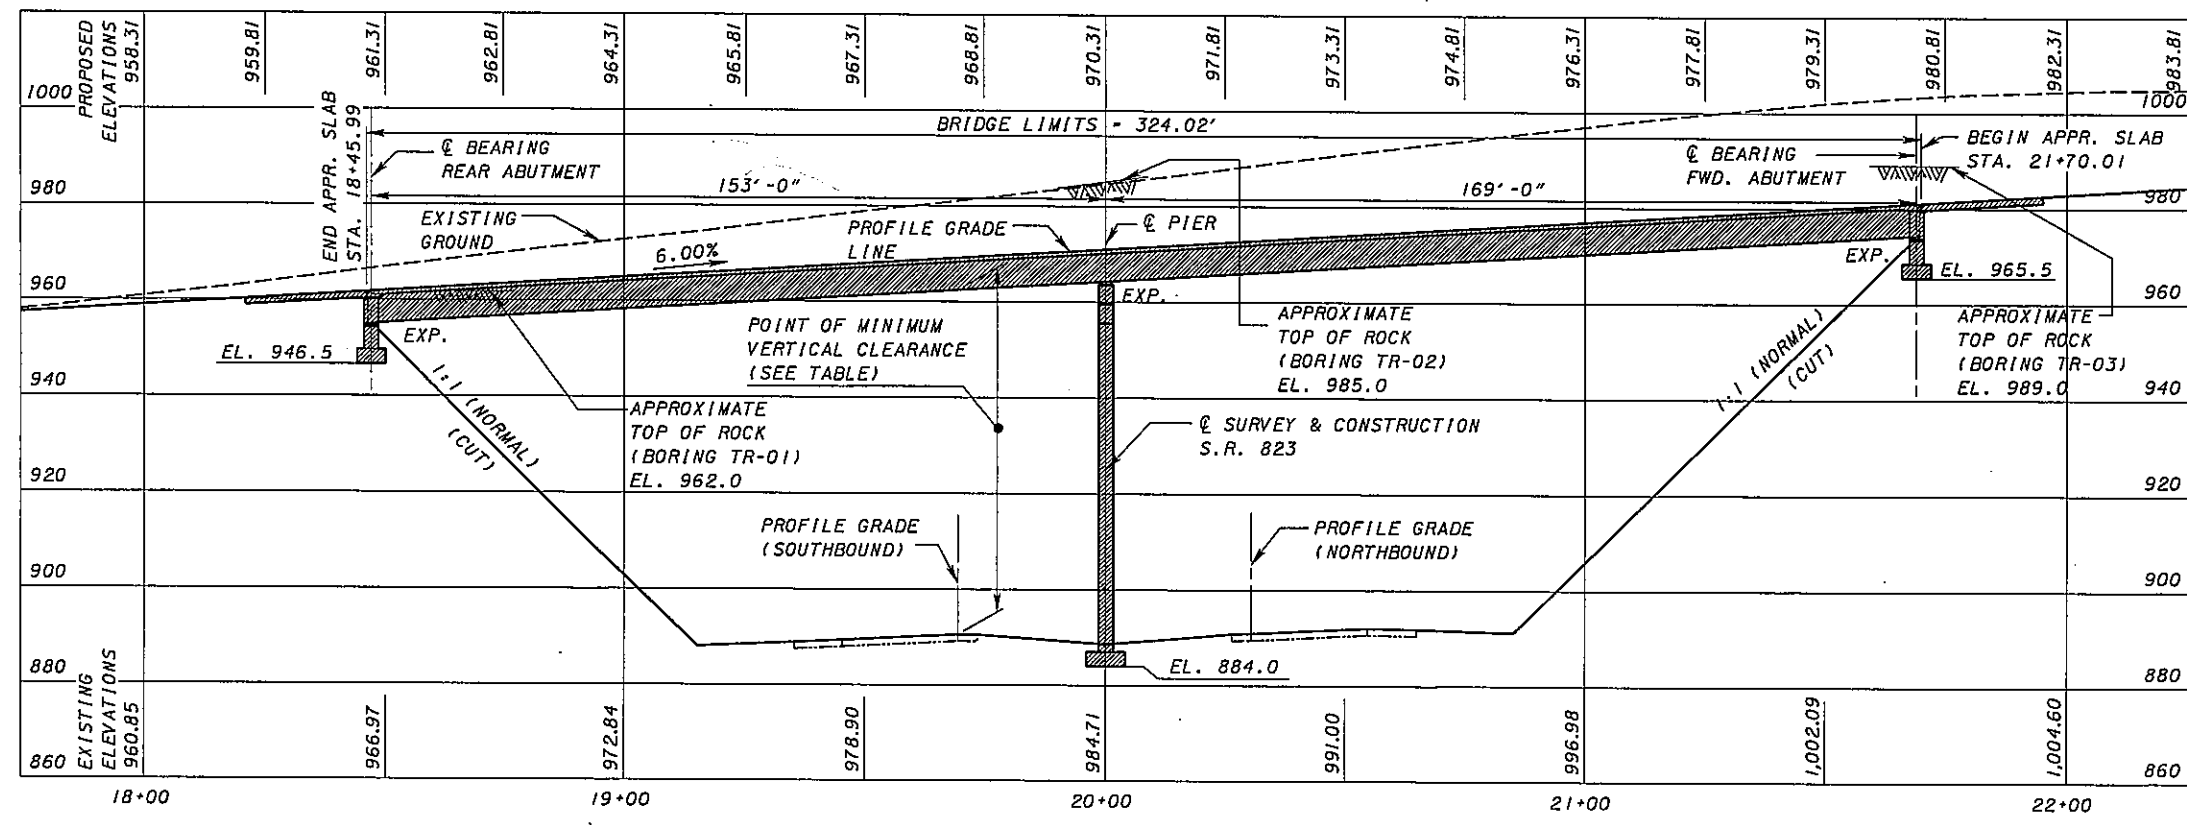 PROPOSED
ELEVATIONS
958.31
959.81
961.31
962.81
964.31
965.81
967.31
968.81
970.31
971.81
973.31
974.81
976.31
977.81
979.31
980.81
982.31
983.81
1000
1000
END APPR. SLAB
STA. 18+45.99
BRIDGE LIMITS = 324.02'
℄ BEARING
REAR ABUTMENT
℄ BEARING
FWD. ABUTMENT
BEGIN APPR. SLAB
STA. 21+70.01
980
153'-0"
169'-0"
980
EXISTING
GROUND
PROFILE GRADE
LINE
℄ PIER
6.00%
EXP.
EL. 965.5
960
EXP.
960
EXP.
EL. 946.5
POINT OF MINIMUM
VERTICAL CLEARANCE
(SEE TABLE)
APPROXIMATE
TOP OF ROCK
(BORING TR-02)
EL. 985.0
APPROXIMATE
TOP OF ROCK
(BORING TR-03)
EL. 989.0
1:1 (NORMAL)
(CUT)
1:1 (NORMAL)
(CUT)
940
940
APPROXIMATE
TOP OF ROCK
(BORING TR-01)
EL. 962.0
℄ SURVEY & CONSTRUCTION
S.R. 823
920
920
PROFILE GRADE
(SOUTHBOUND)
PROFILE GRADE
(NORTHBOUND)
900
900
EL. 884.0
880
880
EXISTING
ELEVATIONS
960.85
966.97
972.84
978.90
984.71
991.00
996.98
1,002.09
1,004.60
860
860
18+00
19+00
20+00
21+00
22+00